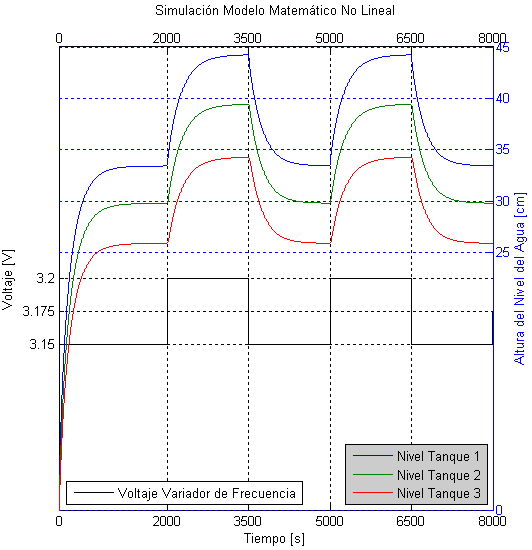 Simulación Modelo Matemático No Lineal
0 2000 3500 5000 6500 8000
45
40
35
30
25
0
Altura del Nivel del Agua [cm]
Voltaje [V]
3.2
3.175
3.15
Nivel Tanque 1
Nivel Tanque 2
Nivel Tanque 3
Voltaje Variador de Frecuencia
0 2000 3500 5000 6500 8000
Tiempo [s]